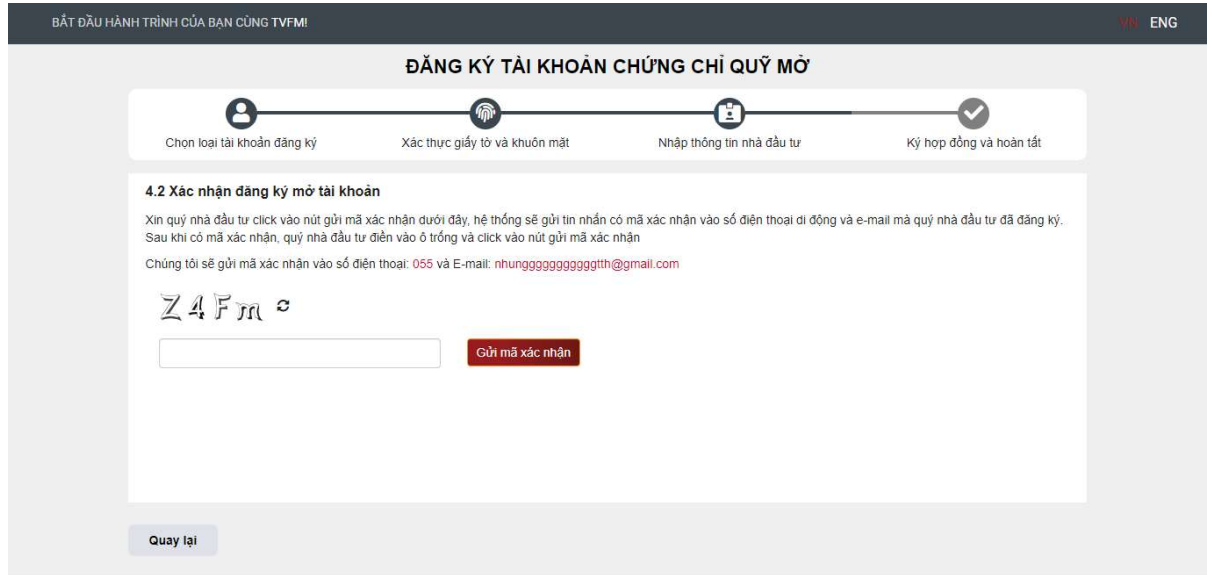 BẮT ĐẦU HÀNH TRÌNH CỦA BẠN CÙNG TVFM!
VN ENG
ĐĂNG KÝ TÀI KHOẢN CHỨNG CHỈ QUỸ MỞ
Chọn loại tài khoản đăng ký
Xác thực giấy tờ và khuôn mặt
Nhập thông tin nhà đầu tư
Ký hợp đồng và hoàn tất
4.2 Xác nhận đăng ký mở tài khoản
Xin quý nhà đầu tư click vào nút gửi mã xác nhận dưới đây, hệ thống sẽ gửi tin nhắn có mã xác nhận vào số điện thoại di động và e-mail mà quý nhà đầu tư đã đăng ký.
Sau khi có mã xác nhận, quý nhà đầu tư điền vào ô trống và click vào nút gửi mã xác nhận
Chúng tôi sẽ gửi mã xác nhận vào số điện thoại: 055 và E-mail: nhungggggggggggtth@gmail.com
Z4Fm
Gửi mã xác nhận
Quay lại